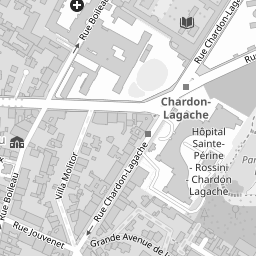 Rue Boileau
Rue Chardon-Lagache
Chardon-
Lagache
Hôpital
Sainte-
Périne
- Rossini
- Chardon
Lagache
Villa Molitor
Rue Chardon-Lagache
Rue Boileau
Rue Jouvenet
Grande Avenue de